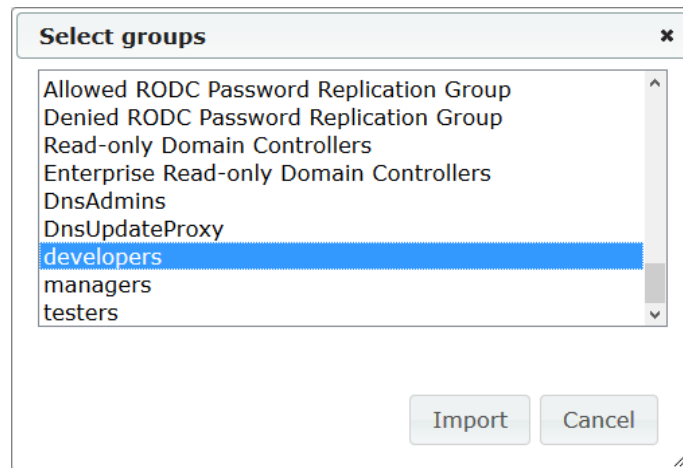 Select groups
Allowed RODC Password Replication Group
Denied RODC Password Replication Group
Read-only Domain Controllers
Enterprise Read-only Domain Controllers
DnsAdmins
DnsUpdateProxy
developers
managers
testers
Import Cancel